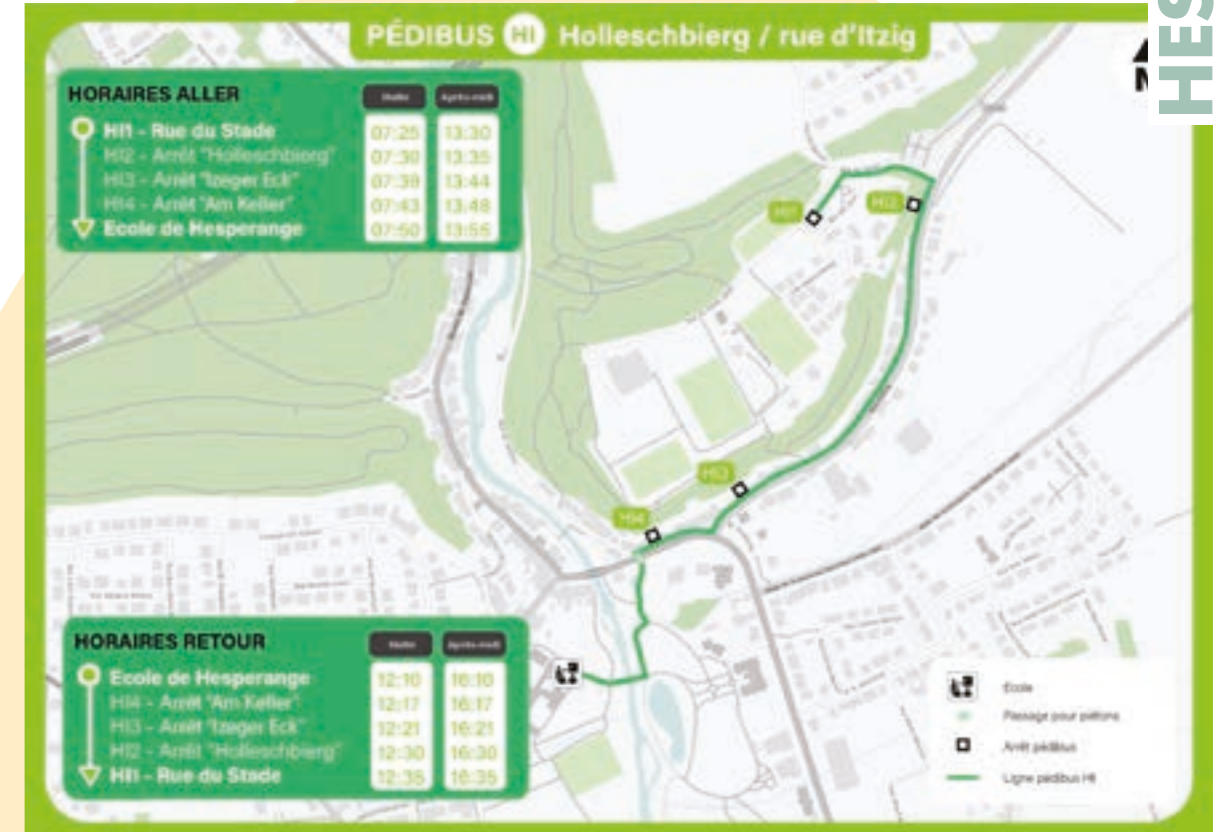 PÉDIBUS HI Holleschbierg / rue d'Itzig
HES
N
HORAIRES ALLER Matin Après-midi
HI1 - Rue du Stade 07:25 13:30
HI2 - Arrêt "Holleschbierg" 07:30 13:35
HI3 - Arrêt "Izeger Eck" 07:39 13:44
HI4 - Arrêt "Am Keller" 07:43 13:48
Ecole de Hesperange 07:50 13:55
HI1
HI2
HI3
HI4
HORAIRES RETOUR Matin Après-midi
Ecole de Hesperange 12:10 16:10
HI4 - Arrêt "Am Keller" 12:17 16:17
HI3 - Arrêt "Izeger Eck" 12:21 16:21
HI2 - Arrêt "Holleschbierg" 12:30 16:30
HI1 - Rue du Stade 12:35 16:35
Ecole
Passage pour piétons
Arrêt pédibus
Ligne pédibus HI